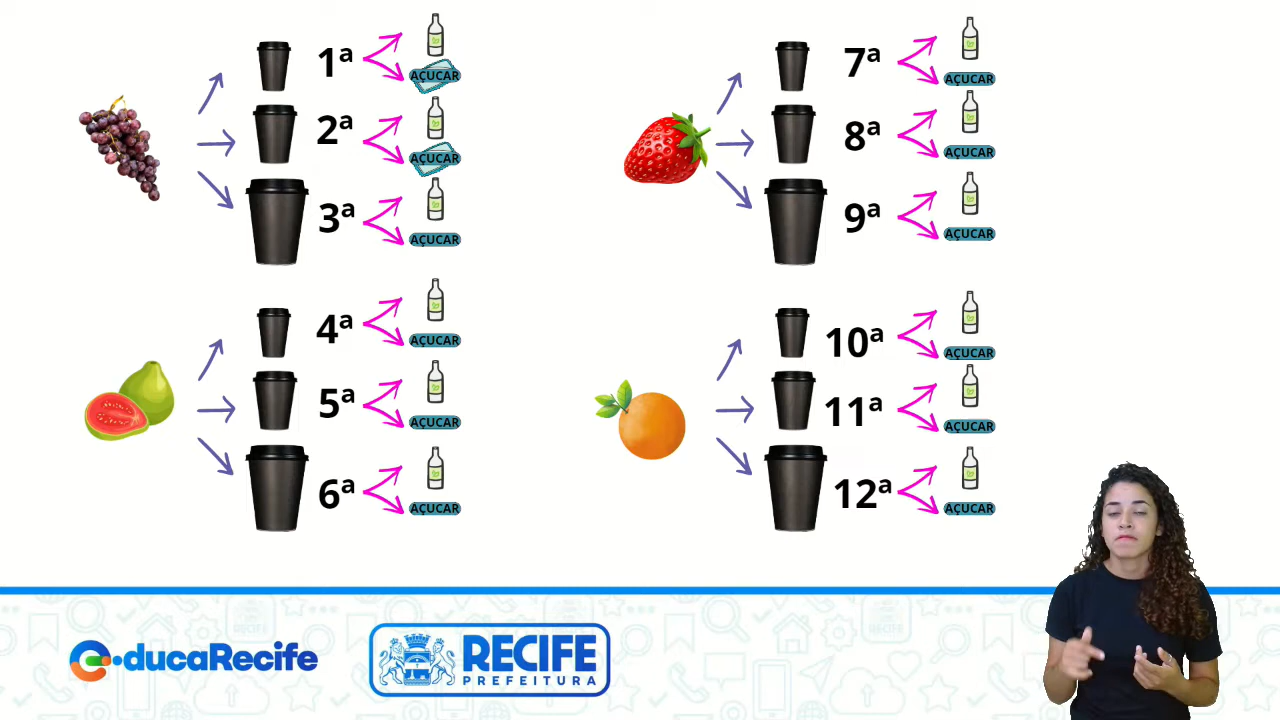 1ª
AÇUCAR
2ª
AÇUCAR
3ª
AÇUCAR
4ª
AÇUCAR
5ª
AÇUCAR
6ª
AÇUCAR
7ª
AÇUCAR
8ª
AÇUCAR
9ª
AÇUCAR
10ª
AÇUCAR
11ª
AÇUCAR
12ª
AÇUCAR
educaRecife
RECIFE
PREFEITURA